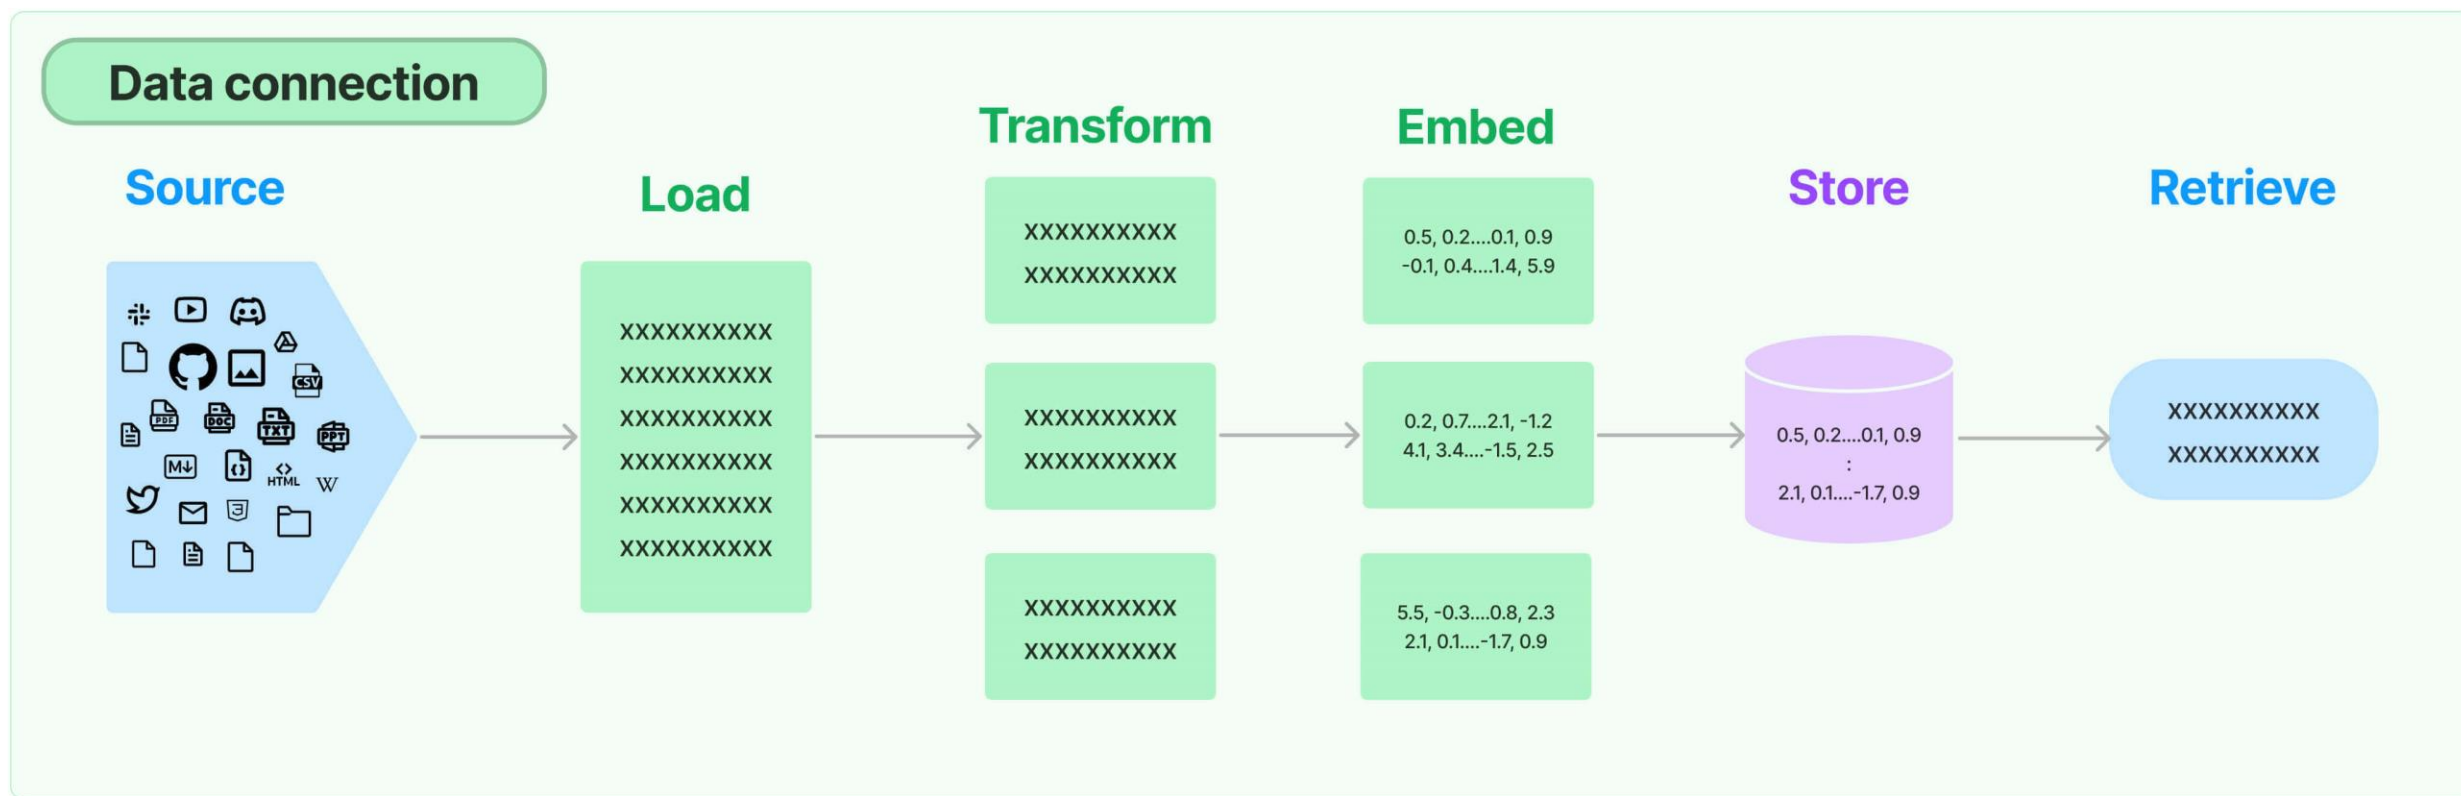 Data connection
Source
Load
Transform
Embed
Store
Retrieve
CSV
PDF
DOC
TXT
PPT
M
HTML
W
3
XXXXXXXXXX
XXXXXXXXXX
XXXXXXXXXX
XXXXXXXXXX
XXXXXXXXXX
XXXXXXXXXX
XXXXXXXXXX
XXXXXXXXXX
XXXXXXXXXX
XXXXXXXXXX
XXXXXXXXXX
XXXXXXXXXX
0.5, 0.2....0.1, 0.9
-0.1, 0.4....1.4, 5.9
0.2, 0.7....2.1, -1.2
4.1, 3.4....-1.5, 2.5
5.5, -0.3....0.8, 2.3
2.1, 0.1....-1.7, 0.9
0.5, 0.2....0.1, 0.9
:
2.1, 0.1....-1.7, 0.9
XXXXXXXXXX
XXXXXXXXXX